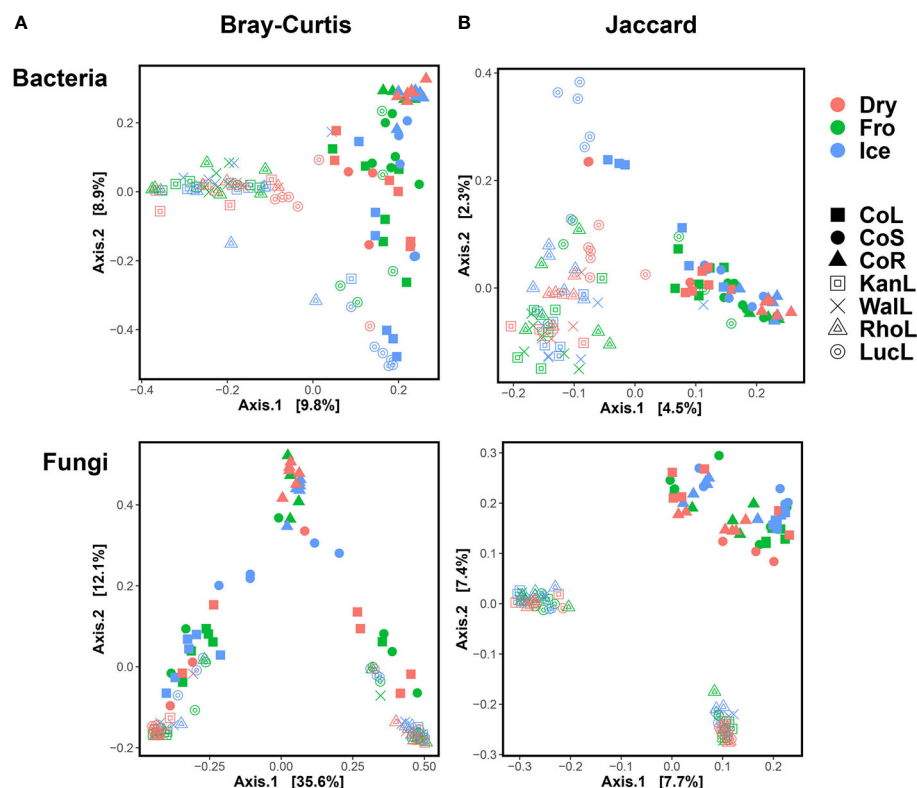 A
Bray-Curtis
B
Jaccard
Bacteria
0.2
0.0
−0.2
−0.4
Axis.2 [8.9%]
−0.4
−0.2
0.0
0.2
Axis.1 [9.8%]
0.4
0.2
0.0
Axis.2 [2.3%]
−0.2
−0.1
0.0
0.1
0.2
Axis.1 [4.5%]
Dry
Fro
Ice
CoL
CoS
CoR
KanL
WalL
RhoL
LucL
Fungi
0.4
0.2
0.0
−0.2
Axis.2 [12.1%]
−0.25
0.00
0.25
0.50
Axis.1 [35.6%]
0.3
0.2
0.1
0.0
−0.1
−0.2
−0.3
Axis.2 [7.4%]
−0.3
−0.2
−0.1
0.0
0.1
0.2
Axis.1 [7.7%]